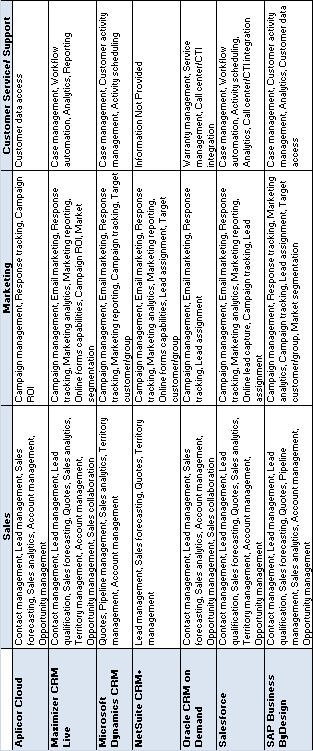 Sales
Marketing
Customer Service/ Support
Aplicor Cloud
Contact management, Lead management, Sales
forecasting, Sales analytics, Account management,
Opportunity management
Campaign management, Response tracking, Campaign
ROI
Customer data access
Maximizer CRM
Live
Contact management, Lead management, Lead
qualification, Sales forecasting, Quotes, Sales analytics,
Territory management, Account management,
Opportunity management, Sales collaboration
Campaign management, Email marketing, Response
tracking, Marketing analytics, Marketing reporting,
Online forms capabilities, Campaign ROI, Market
segmentation
Case management, Workflow
automation, Analytics, Reporting
Microsoft
Dynamics CRM
Quotes, Pipeline management, Sales analytics, Territory
management, Account management
Campaign management, Email marketing, Response
tracking, Marketing reporting, Campaign tracking, Target
customer/group
Case management, Customer activity
management, Activity scheduling
NetSuite CRM+
Lead management, Sales forecasting, Quotes, Territory
management
Campaign management, Email marketing, Response
tracking, Marketing analytics, Marketing reporting,
Online forms capabilities, Lead assignment, Target
customer/group
Information Not Provided
Oracle CRM on
Demand
Contact management, Lead management, Sales
forecasting, Sales analytics, Account management,
Opportunity management, Sales collaboration
Campaign management, Email marketing, Response
tracking, Lead assignment
Warranty management, Service
management, Call center/CTI
integration
Salesforce
Contact management, Lead management, Lead
qualification, Sales forecasting, Quotes, Sales analytics,
Territory management, Account management,
Opportunity management
Campaign management, Email marketing, Response
tracking, Marketing analytics, Marketing reporting,
Online lead capture, Campaign tracking, Lead
assignment
Case management, Workflow
automation, Activity scheduling,
Analytics, Call center/CTI integration
SAP Business
ByDesign
Contact management, Lead management, Lead
qualification, Sales forecasting, Quotes, Pipeline
management, Sales analytics, Account management,
Opportunity management
Campaign management, Response tracking, Marketing
analytics, Campaign tracking, Lead assignment, Target
customer/group, Market segmentation
Case management, Customer activity
management, Analytics, Customer data
access